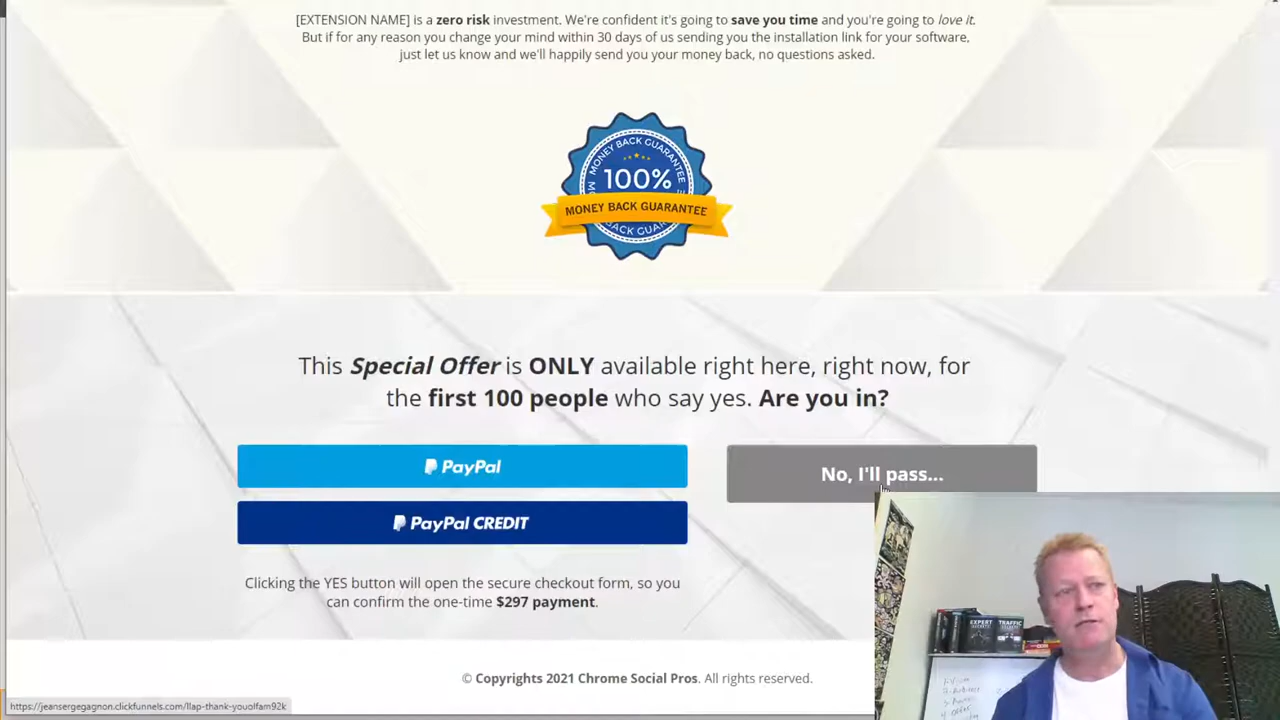 [EXTENSION NAME] is a zero risk investment. We're confident it's going to save you time and you're going to love it.
But if for any reason you change your mind within 30 days of us sending you the installation link for your software,
just let us know and we'll happily send you your money back, no questions asked.
MONEY BACK GUARANTEE
100%
MONEY BACK GUARANTEE
This Special Offer is ONLY available right here, right now, for
the first 100 people who say yes. Are you in?
PayPal
No, I'll pass...
PayPal CREDIT
Clicking the YES button will open the secure checkout form, so you
can confirm the one-time $297 payment.
EXPERT
TRAFFIC
© Copyrights 2021 Chrome Social Pros. All rights reserved.
https://jeansergegagnon.clickfunnels.com/llap-thank-youolfam92k